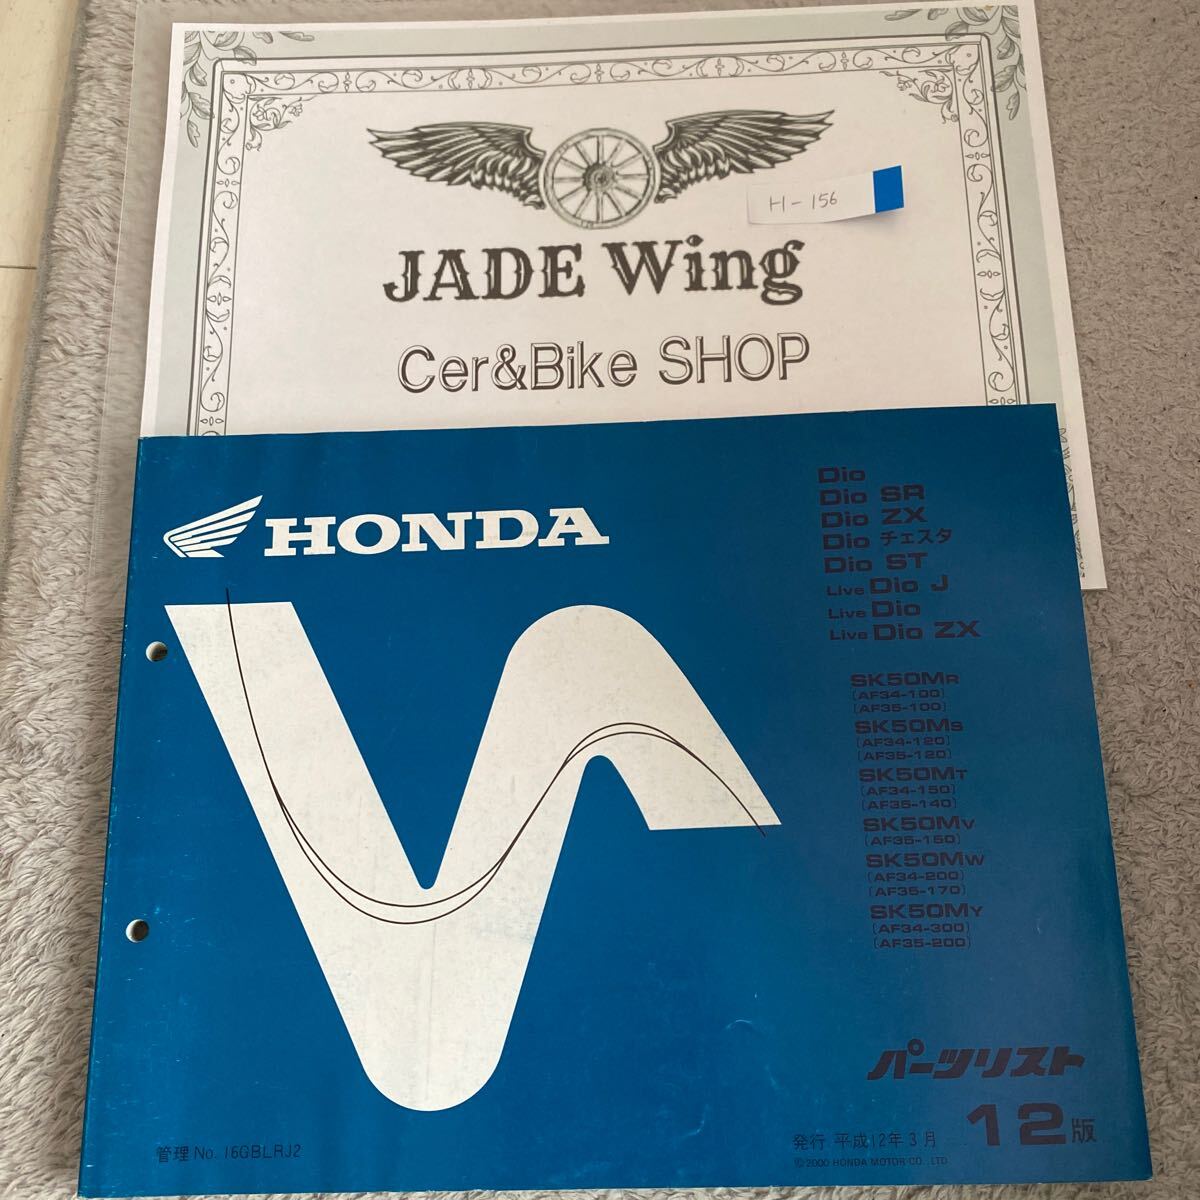 H-156
JADE Wing
Cer&Bike SHOP
HONDA
Dio
Dio SR
Dio ZX
Dio チェスタ
Dio ST
Live Dio J
Live Dio
Live Dio ZX
SK50MR
(AF34-100)
(AF35-100)
SK50MS
(AF34-120)
(AF35-120)
SK50MT
(AF34-150)
(AF35-140)
SK50MV
(AF35-150)
SK50MW
(AF34-200)
(AF35-170)
SK50MY
(AF34-300)
(AF35-200)
パーツリスト
12版
管理 No. 16GBLRJ2
発行 平成12年3月
©2000 HONDA MOTOR CO., LTD